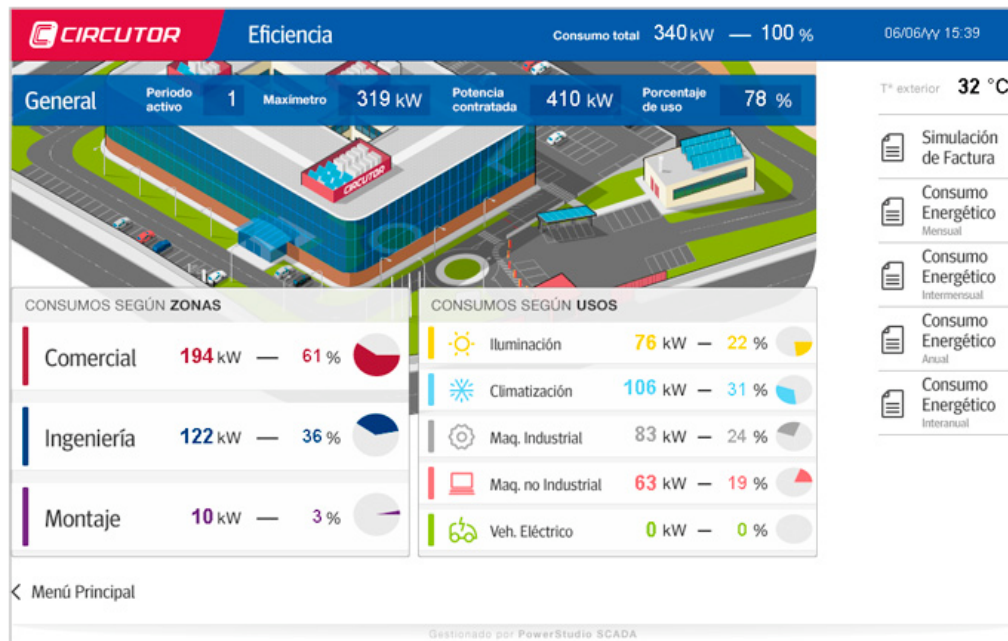 CIRCUTOR
Eficiencia
Consumo total 340 kW — 100 %
06/06/yy 15:39
General
Periodo activo 1
Maxímetro 319 kW
Potencia contratada 410 kW
Porcentaje de uso 78 %
Tª exterior 32 °C
CIRCUTOR
Simulación
de Factura
Consumo
Energético
Mensual
Consumo
Energético
Intermensual
Consumo
Energético
Anual
Consumo
Energético
Interanual
CONSUMOS SEGÚN ZONAS
Comercial 194 kW — 61 %
Ingeniería 122 kW — 36 %
Montaje 10 kW — 3 %
CONSUMOS SEGÚN USOS
Iluminación 76 kW — 22 %
Climatización 106 kW — 31 %
Maq. Industrial 83 kW — 24 %
Maq. no Industrial 63 kW — 19 %
Veh. Eléctrico 0 kW — 0 %
Menú Principal
Gestionado por PowerStudio SCADA